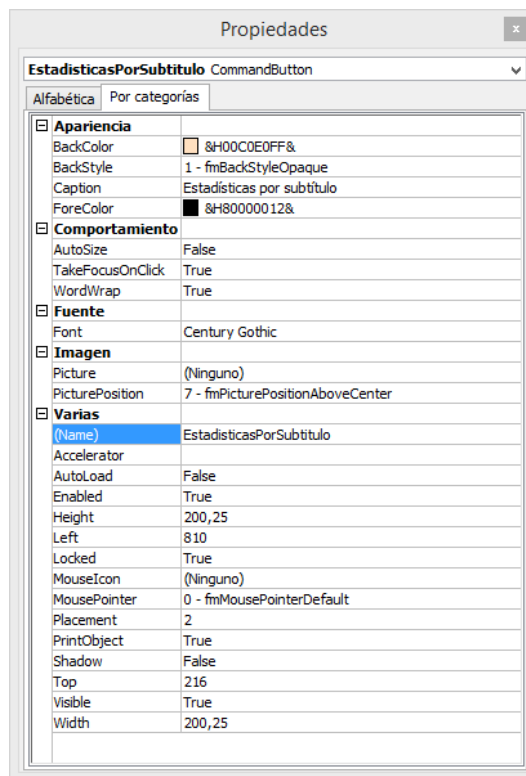 Propiedades
x
EstadisticasPorSubtitulo CommandButton
Alfabética Por categorías
Apariencia
BackColor &H00C0E0FF&
BackStyle 1 - fmBackStyleOpaque
Caption Estadísticas por subtítulo
ForeColor &H80000012&
Comportamiento
AutoSize False
TakeFocusOnClick True
WordWrap True
Fuente
Font Century Gothic
Imagen
Picture (Ninguno)
PicturePosition 7 - fmPicturePositionAboveCenter
Varias
(Name) EstadisticasPorSubtitulo
Accelerator
AutoLoad False
Enabled True
Height 200,25
Left 810
Locked True
MouseIcon (Ninguno)
MousePointer 0 - fmMousePointerDefault
Placement 2
PrintObject True
Shadow False
Top 216
Visible True
Width 200,25